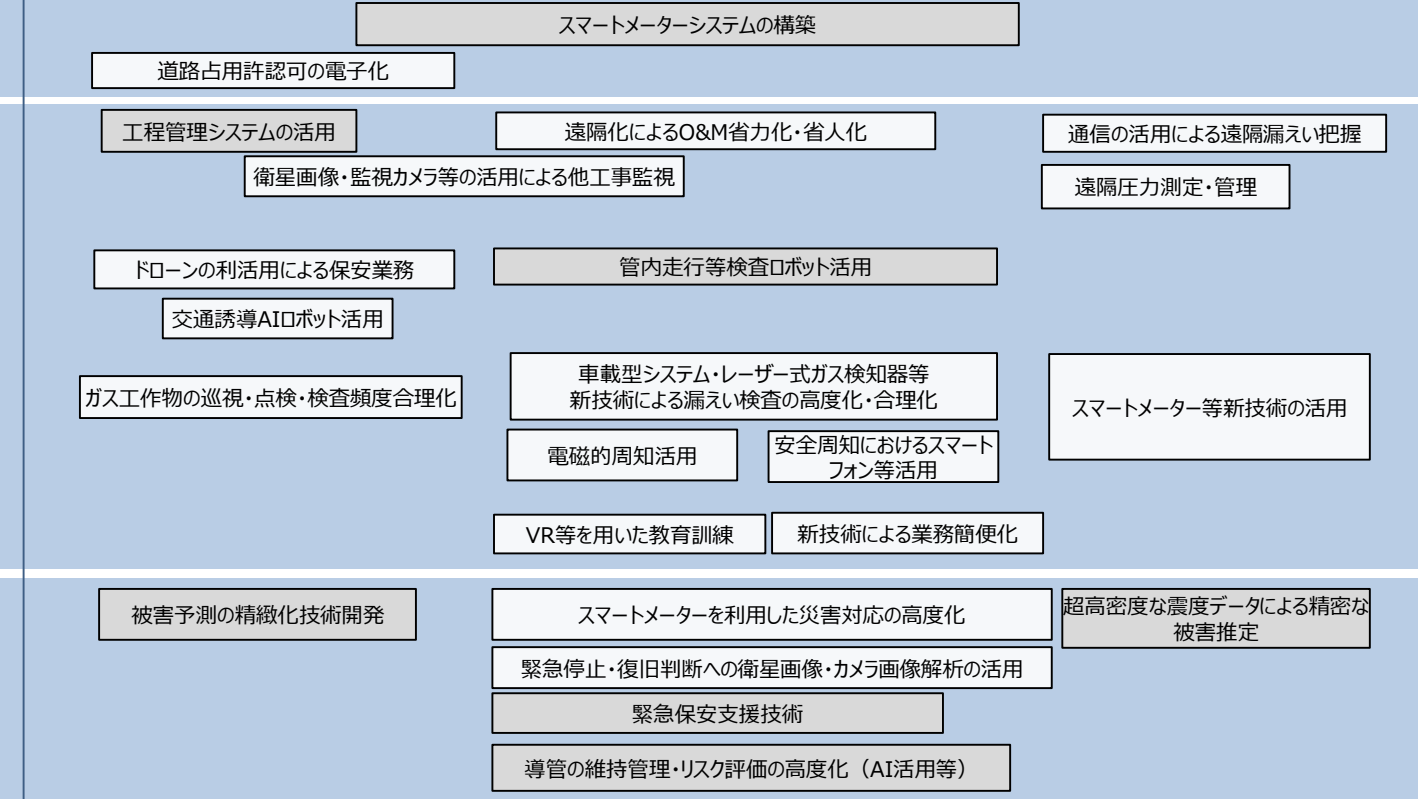 スマートメーターシステムの構築
道路占用許認可の電子化
工程管理システムの活用
遠隔化によるO&M省力化・省人化
通信の活用による遠隔漏えい把握
衛星画像・監視カメラ等の活用による他工事監視
遠隔圧力測定・管理
ドローンの利活用による保安業務
管内走行等検査ロボット活用
交通誘導AIロボット活用
ガス工作物の巡視・点検・検査頻度合理化
車載型システム・レーザー式ガス検知器等
新技術による漏えい検査の高度化・合理化
スマートメーター等新技術の活用
電磁的周知活用
安全周知におけるスマート
フォン等活用
VR等を用いた教育訓練
新技術による業務簡便化
被害予測の精緻化技術開発
スマートメーターを利用した災害対応の高度化
超高密度な震度データによる精密な
被害推定
緊急停止・復旧判断への衛星画像・カメラ画像解析の活用
緊急保安支援技術
導管の維持管理・リスク評価の高度化（AI活用等）